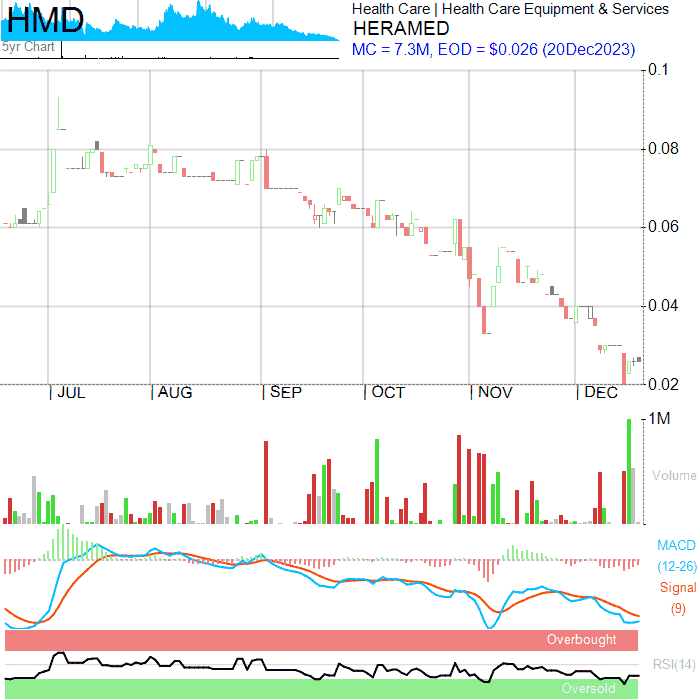 HMD
5yr Chart
Health Care | Health Care Equipment & Services
HERAMED
MC = 7.3M, EOD = $0.026 (20Dec2023)
0.1
0.08
0.06
0.04
0.02
JUL
AUG
SEP
OCT
NOV
DEC
1M
Volume
MACD
(12-26)
Signal
(9)
Overbought
RSI(14)
Oversold